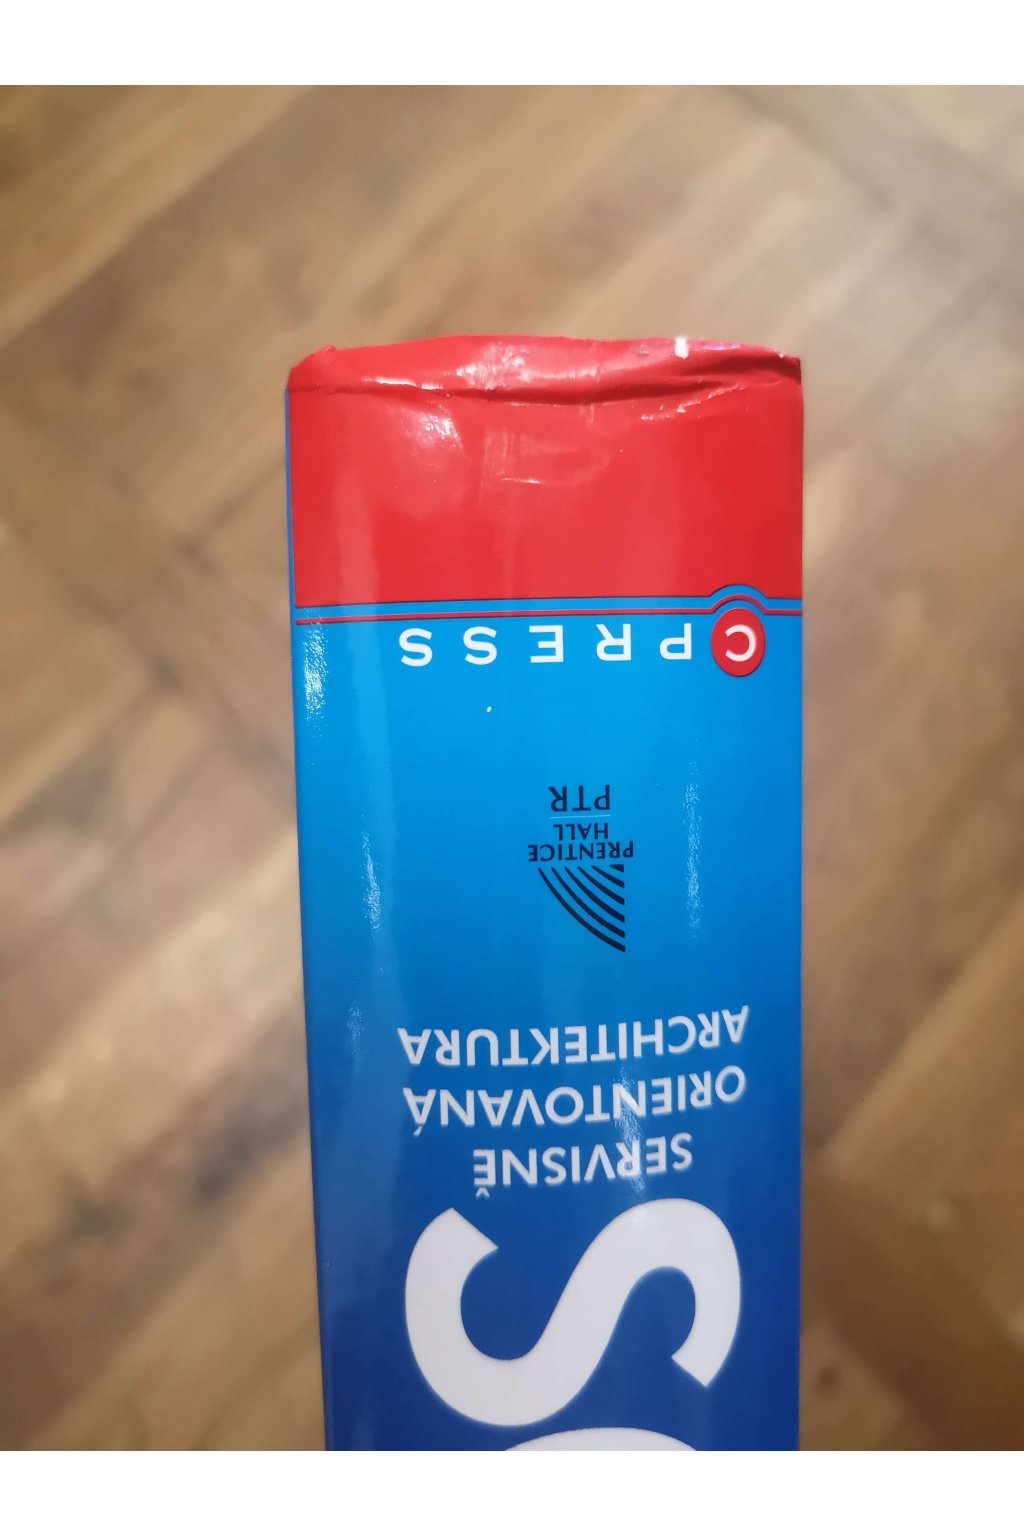 S
SERVISNĚ
ORIENTOVANÁ
ARCHITEKTURA
PRENTICE
HALL
PTR
CPRESS